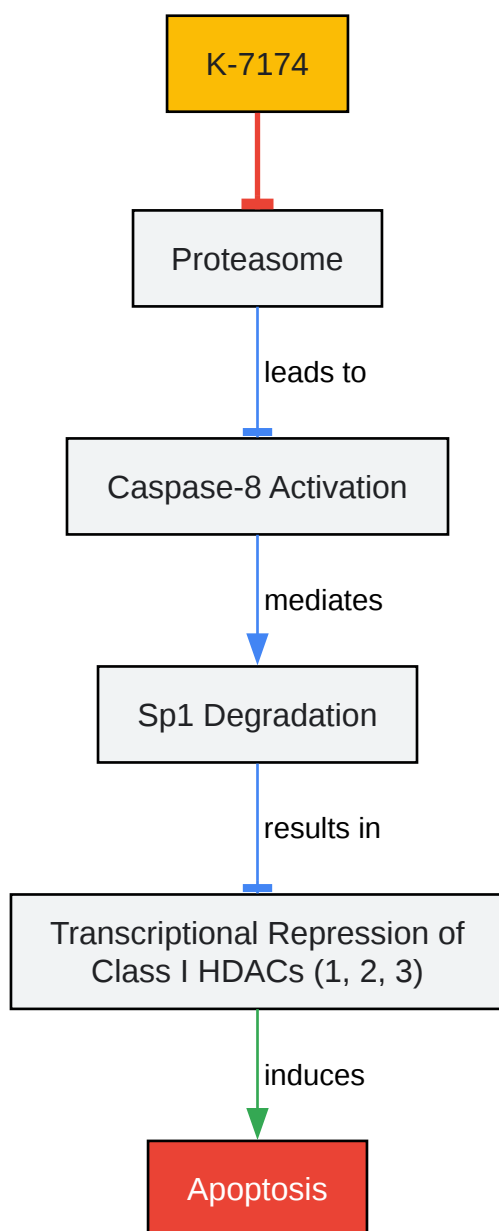 K-7174
Proteasome
leads to
Caspase-8 Activation
mediates
Sp1 Degradation
results in
Transcriptional Repression of
Class I HDACs (1, 2, 3)
induces
Apoptosis